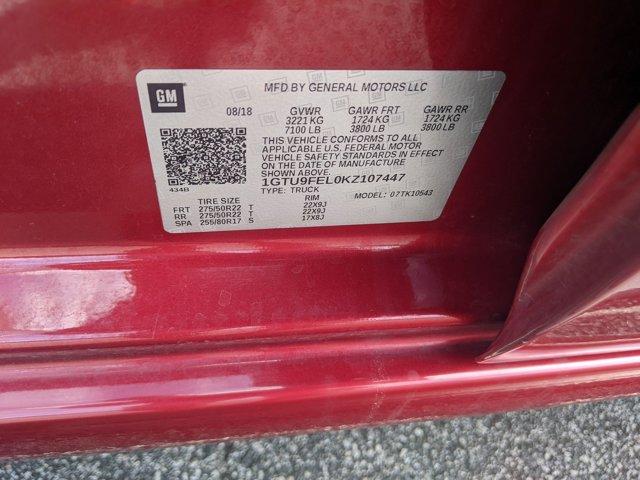 GM
MFD BY GENERAL MOTORS LLC
08/18 GVWR GAWR FRT GAWR RR
3221 KG 1724 KG 1724 KG
7100 LB 3800 LB 3800 LB
THIS VEHICLE CONFORMS TO ALL
APPLICABLE U.S. FEDERAL MOTOR
VEHICLE SAFETY STANDARDS IN EFFECT
ON THE DATE OF MANUFACTURE
SHOWN ABOVE.
434B
1GTU9FEL0KZ107447
TYPE: TRUCK MODEL: 07TK10543
TIRE SIZE RIM
FRT 275/50R22 T 22X9J
RR 275/50R22 T 22X9J
SPA 255/80R17 S 17X8J